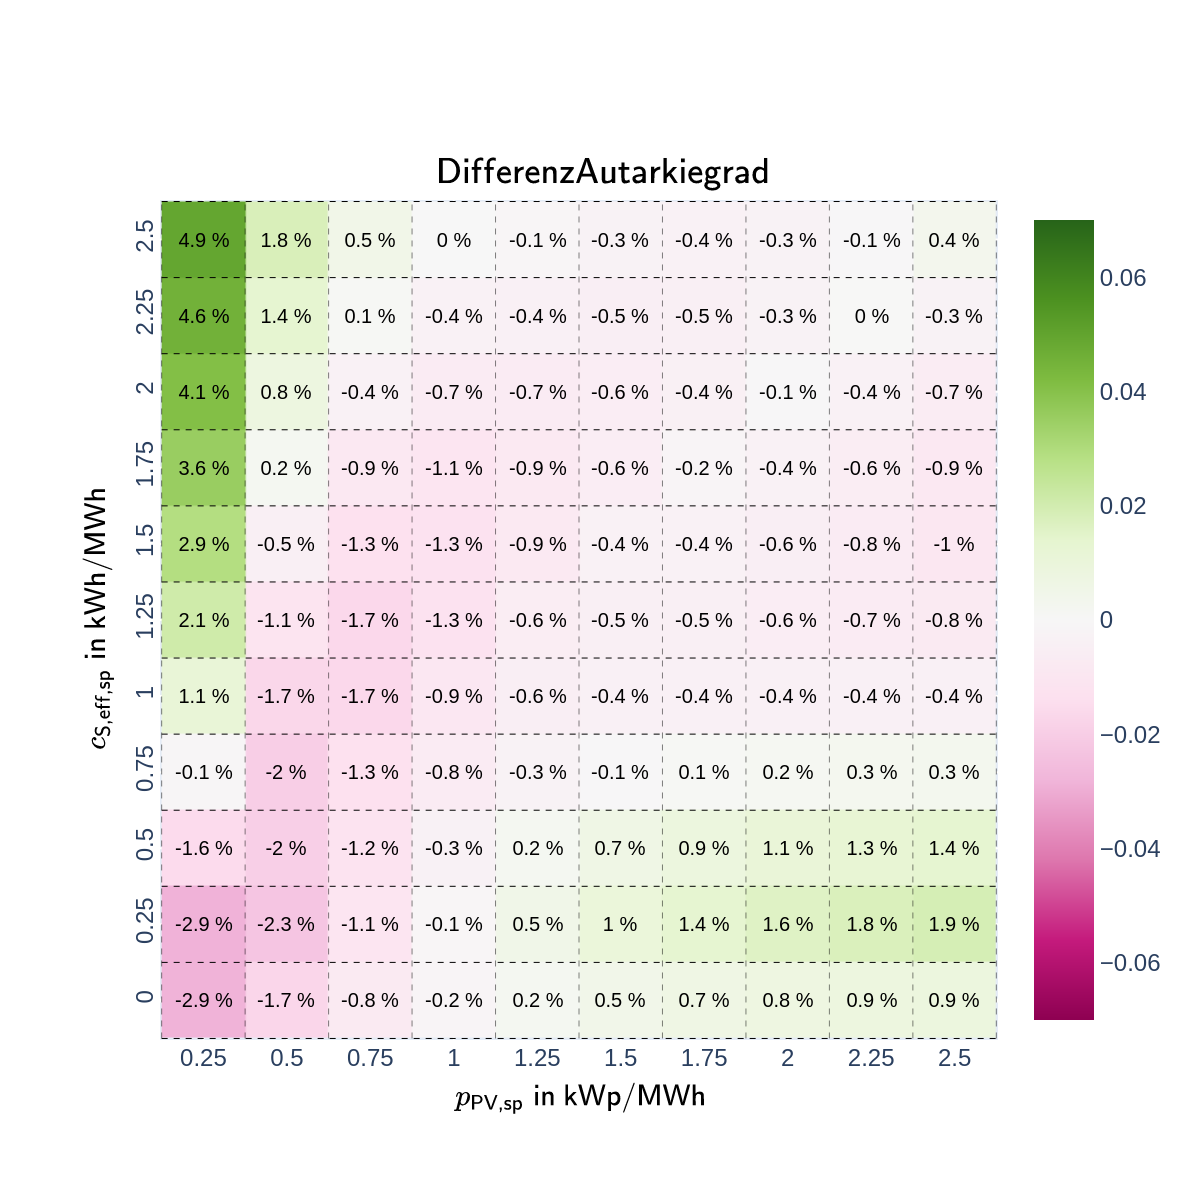 DifferenzAutarkiegrad
2.5 4.9 % 1.8 % 0.5 % 0 % -0.1 % -0.3 % -0.4 % -0.3 % -0.1 % 0.4 %
2.25 4.6 % 1.4 % 0.1 % -0.4 % -0.4 % -0.5 % -0.5 % -0.3 % 0 % -0.3 %
2 4.1 % 0.8 % -0.4 % -0.7 % -0.7 % -0.6 % -0.4 % -0.1 % -0.4 % -0.7 %
1.75 3.6 % 0.2 % -0.9 % -1.1 % -0.9 % -0.6 % -0.2 % -0.4 % -0.6 % -0.9 %
1.5 2.9 % -0.5 % -1.3 % -1.3 % -0.9 % -0.4 % -0.4 % -0.6 % -0.8 % -1 %
1.25 2.1 % -1.1 % -1.7 % -1.3 % -0.6 % -0.5 % -0.5 % -0.6 % -0.7 % -0.8 %
1 1.1 % -1.7 % -1.7 % -0.9 % -0.6 % -0.4 % -0.4 % -0.4 % -0.4 % -0.4 %
0.75 -0.1 % -2 % -1.3 % -0.8 % -0.3 % -0.1 % 0.1 % 0.2 % 0.3 % 0.3 %
0.5 -1.6 % -2 % -1.2 % -0.3 % 0.2 % 0.7 % 0.9 % 1.1 % 1.3 % 1.4 %
0.25 -2.9 % -2.3 % -1.1 % -0.1 % 0.5 % 1 % 1.4 % 1.6 % 1.8 % 1.9 %
0 -2.9 % -1.7 % -0.8 % -0.2 % 0.2 % 0.5 % 0.7 % 0.8 % 0.9 % 0.9 %
0.25 0.5 0.75 1 1.25 1.5 1.75 2 2.25 2.5
p PV,sp in kWp/MWh
c S,eff,sp in kWh/MWh
0.06
0.04
0.02
0
−0.02
−0.04
−0.06